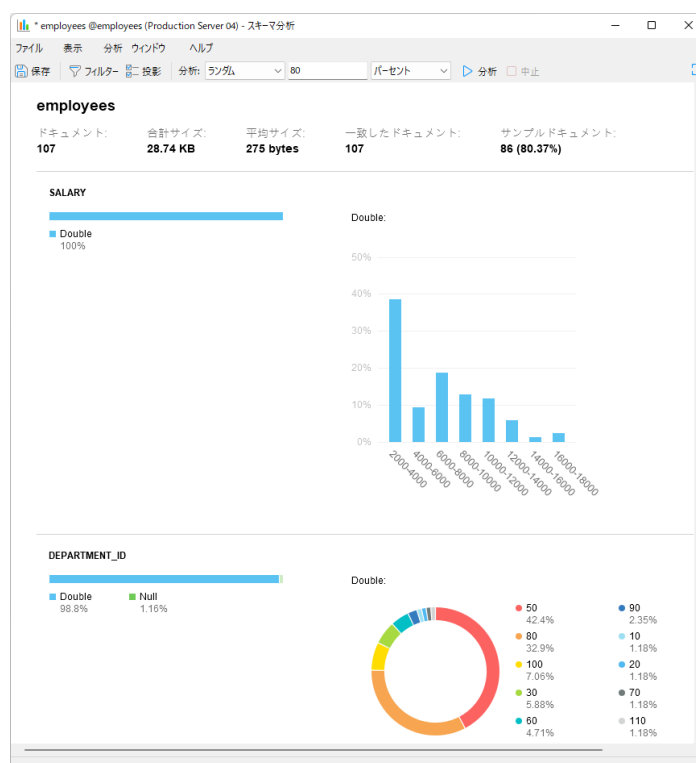 * employees @employees (Production Server 04) - スキーマ分析
ファイル 表示 分析 ウィンドウ ヘルプ
保存 フィルター 投影 分析: ランダム 80 パーセント 分析 中止
employees
ドキュメント: 合計サイズ: 平均サイズ: 一致したドキュメント: サンプルドキュメント:
107 28.74 KB 275 bytes 107 86 (80.37%)
SALARY
Double
100%
Double:
50%
40%
30%
20%
10%
0%
2000-4000 4000-6000 6000-8000 8000-10000 10000-12000 12000-14000 14000-16000 16000-18000
DEPARTMENT_ID
Double Null
98.8% 1.16%
Double:
50 90
42.4% 2.35%
80 10
32.9% 1.18%
100 20
7.06% 1.18%
30 70
5.88% 1.18%
60 110
4.71% 1.18%